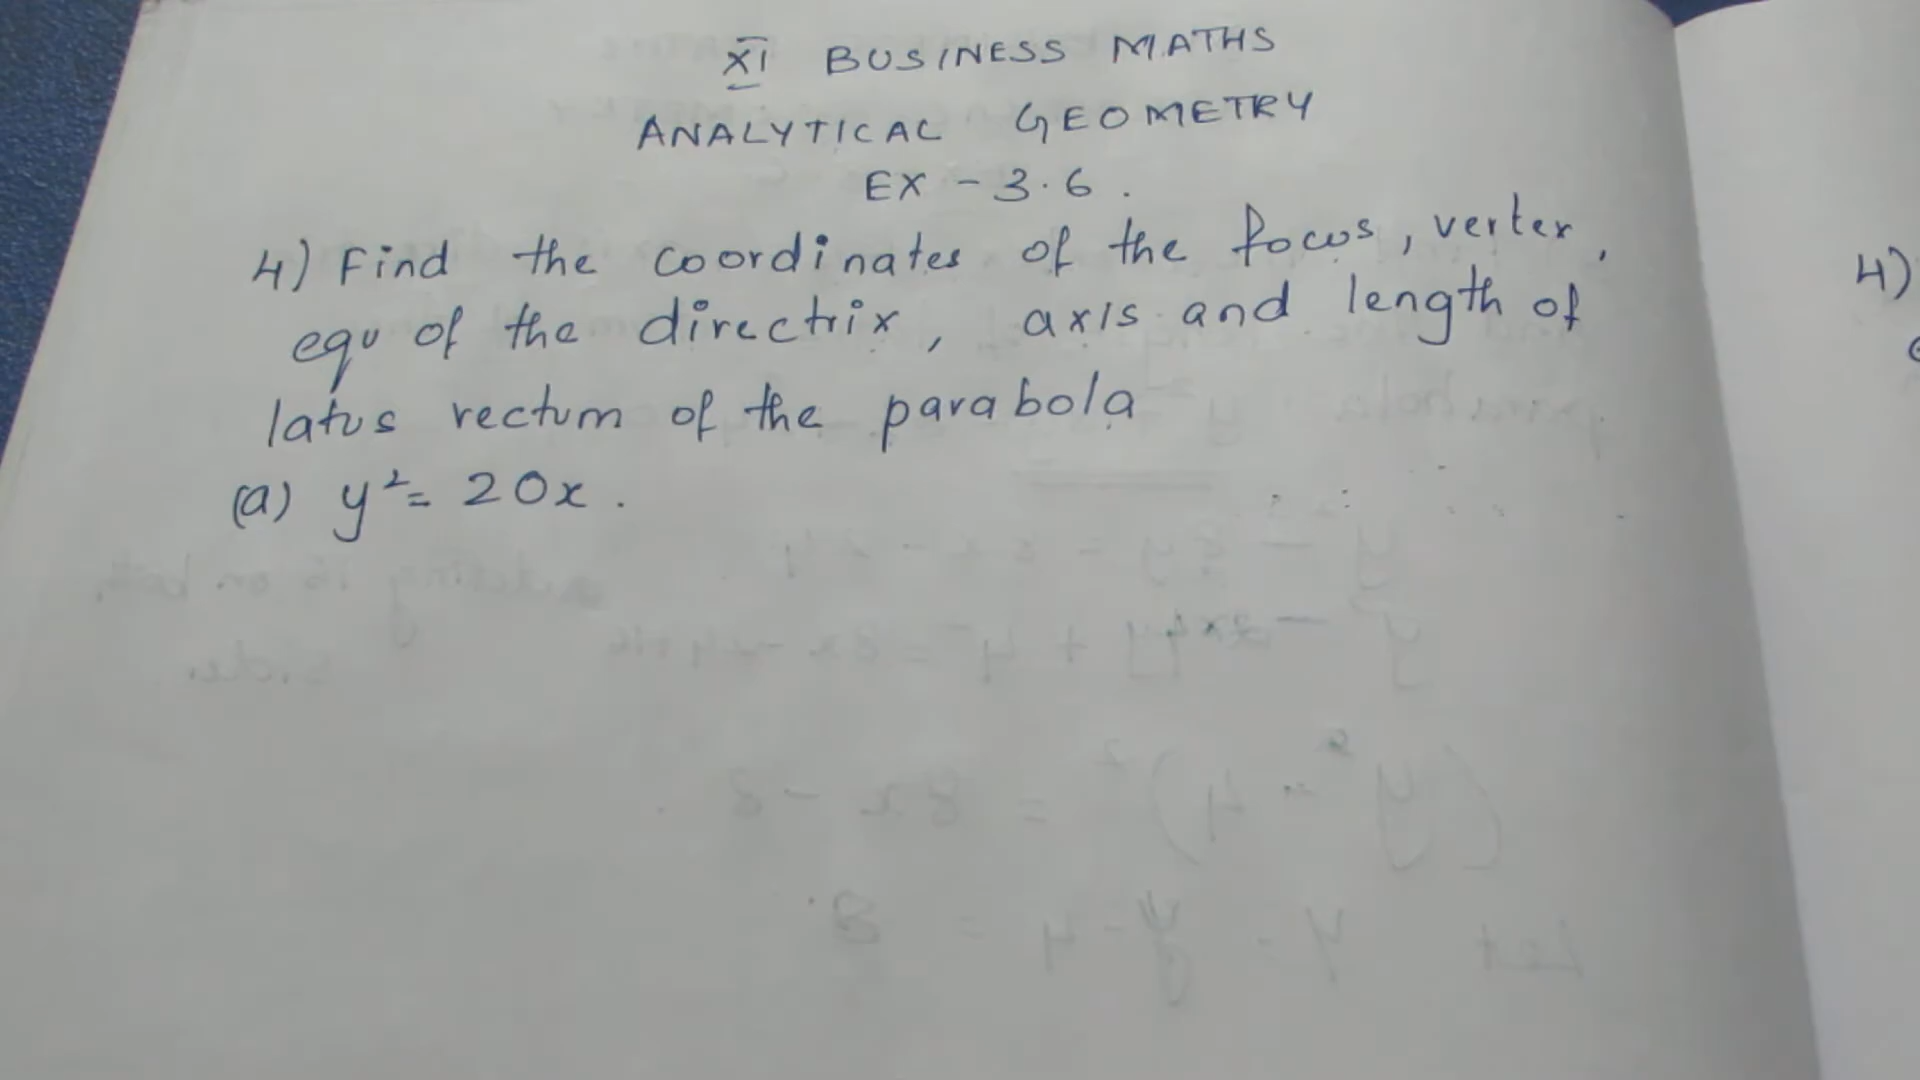 XI BUSINESS MATHS
ANALYTICAL GEOMETRY
EX - 3.6.
4) Find the coordinates of the focus, vertex,
equ of the directrix, axis and length of
latus rectum of the parabola
(a) y² = 20x.
4)